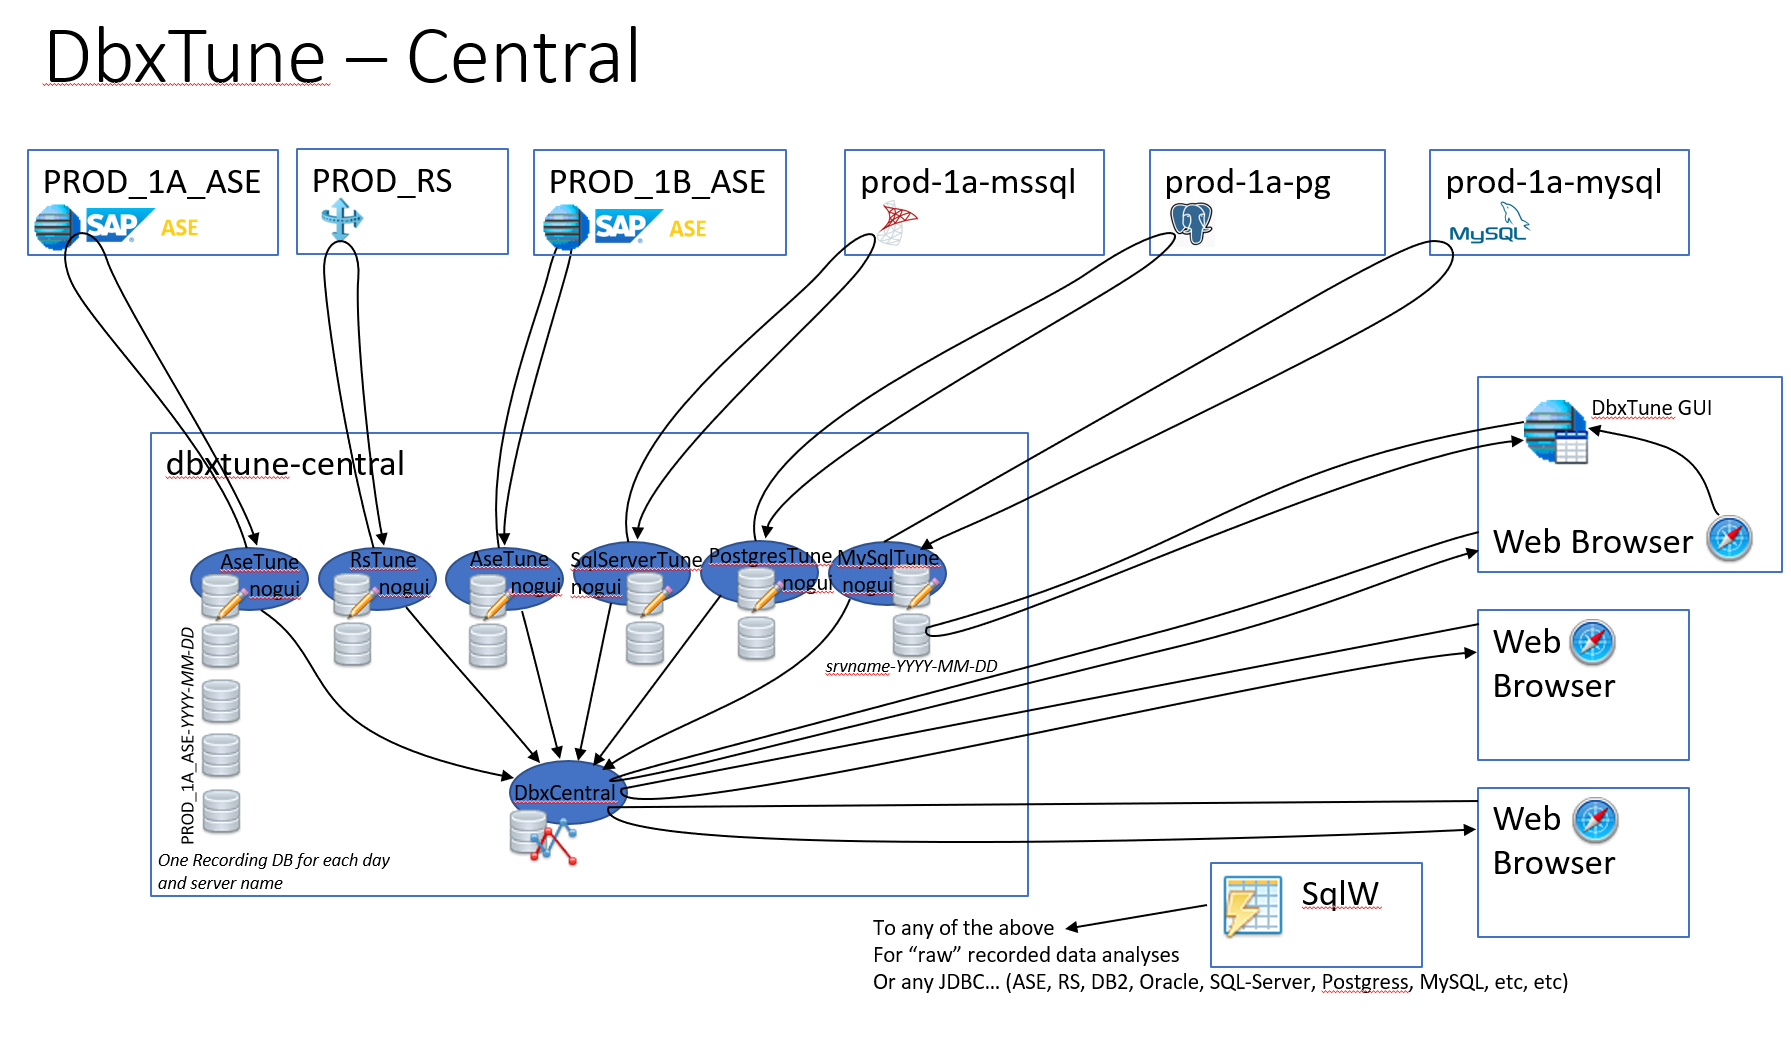 DbxTune – Central
PROD_1A_ASE
SAP ASE
PROD_RS
PROD_1B_ASE
SAP ASE
prod-1a-mssql
prod-1a-pg
prod-1a-mysql
MySQL
DbxTune GUI
dbxtune-central
Web Browser
AseTune
nogui
RsTune
nogui
AseTune
nogui
SqlServerTune
nogui
PostgresTune
nogui
MySqlTune
nogui
srvname-YYYY-MM-DD
PROD_1A_ASE-YYYY-MM-DD
Web
Browser
DbxCentral
Web
Browser
One Recording DB for each day
and server name
SqlW
To any of the above
For “raw” recorded data analyses
Or any JDBC... (ASE, RS, DB2, Oracle, SQL-Server, Postgress, MySQL, etc, etc)